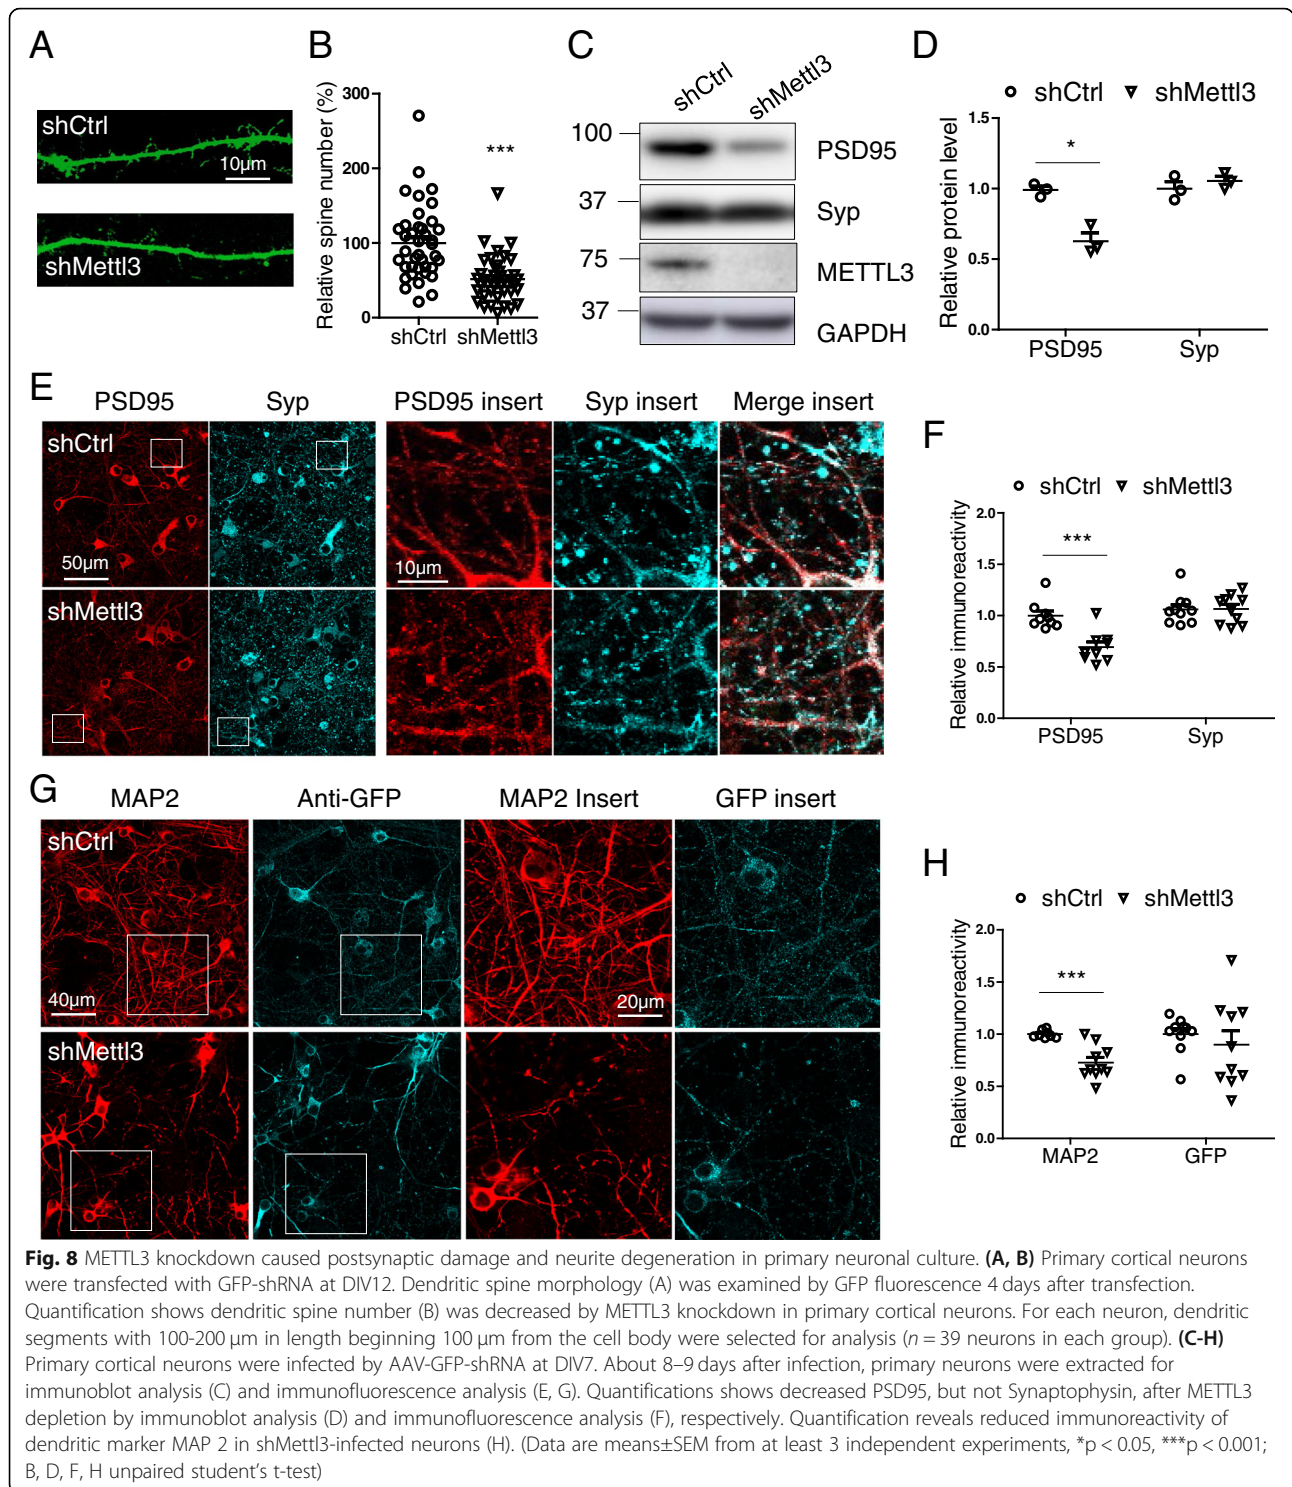 A
shCtrl
10μm
shMettl3
B
Relative spine number (%)
300
200
100
0
***
shCtrl shMettl3
C
shCtrl
shMettl3
100
PSD95
37
Syp
75
METTL3
37
GAPDH
D
shCtrl shMettl3
Relative protein level
1.5
1.0
0.5
0.0
*
PSD95 Syp
E
PSD95 Syp PSD95 insert Syp insert Merge insert
shCtrl
50μm
10μm
shMettl3
F
shCtrl shMettl3
Relative immunoreactivity
2.0
1.5
1.0
0.5
0.0
***
PSD95 Syp
G
MAP2 Anti-GFP MAP2 Insert GFP insert
shCtrl
40μm
20μm
shMettl3
H
shCtrl shMettl3
Relative immunoreactivity
2.0
1.5
1.0
0.5
0.0
***
MAP2 GFP
Fig. 8 METTL3 knockdown caused postsynaptic damage and neurite degeneration in primary neuronal culture. (A, B) Primary cortical neurons
were transfected with GFP-shRNA at DIV12. Dendritic spine morphology (A) was examined by GFP fluorescence 4 days after transfection.
Quantification shows dendritic spine number (B) was decreased by METTL3 knockdown in primary cortical neurons. For each neuron, dendritic
segments with 100-200 μm in length beginning 100 μm from the cell body were selected for analysis (n = 39 neurons in each group). (C-H)
Primary cortical neurons were infected by AAV-GFP-shRNA at DIV7. About 8–9 days after infection, primary neurons were extracted for
immunoblot analysis (C) and immunofluorescence analysis (E, G). Quantifications shows decreased PSD95, but not Synaptophysin, after METTL3
depletion by immunoblot analysis (D) and immunofluorescence analysis (F), respectively. Quantification reveals reduced immunoreactivity of
dendritic marker MAP 2 in shMettl3-infected neurons (H). (Data are means±SEM from at least 3 independent experiments, *p < 0.05, ***p < 0.001;
B, D, F, H unpaired student’s t-test)